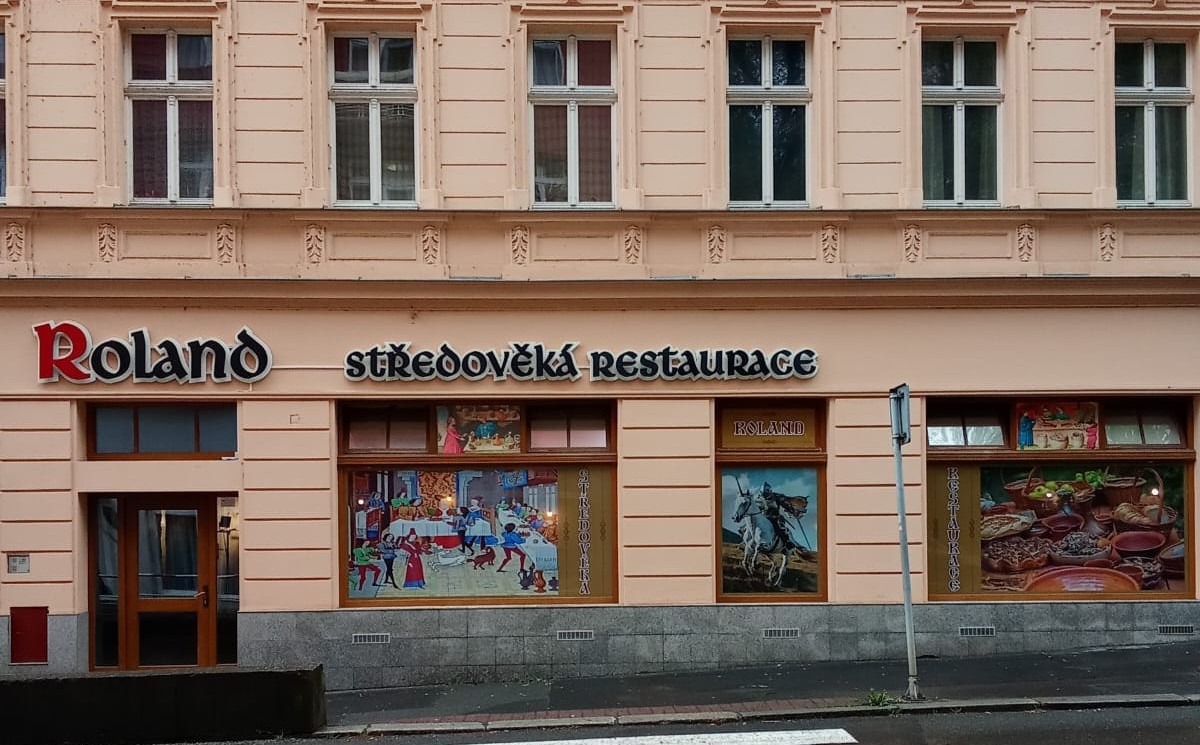 Roland středověká restaurace
ROLAND
STŘEDOVĚKÁ
RESTAURACE